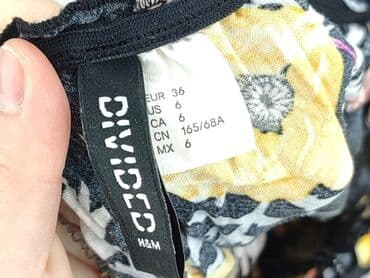 DIVIDED
H&M
EUR 36
US 6
CA 6
CN 165/68A
MX 6